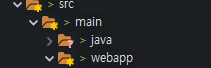 > src
> main
> java
> webapp